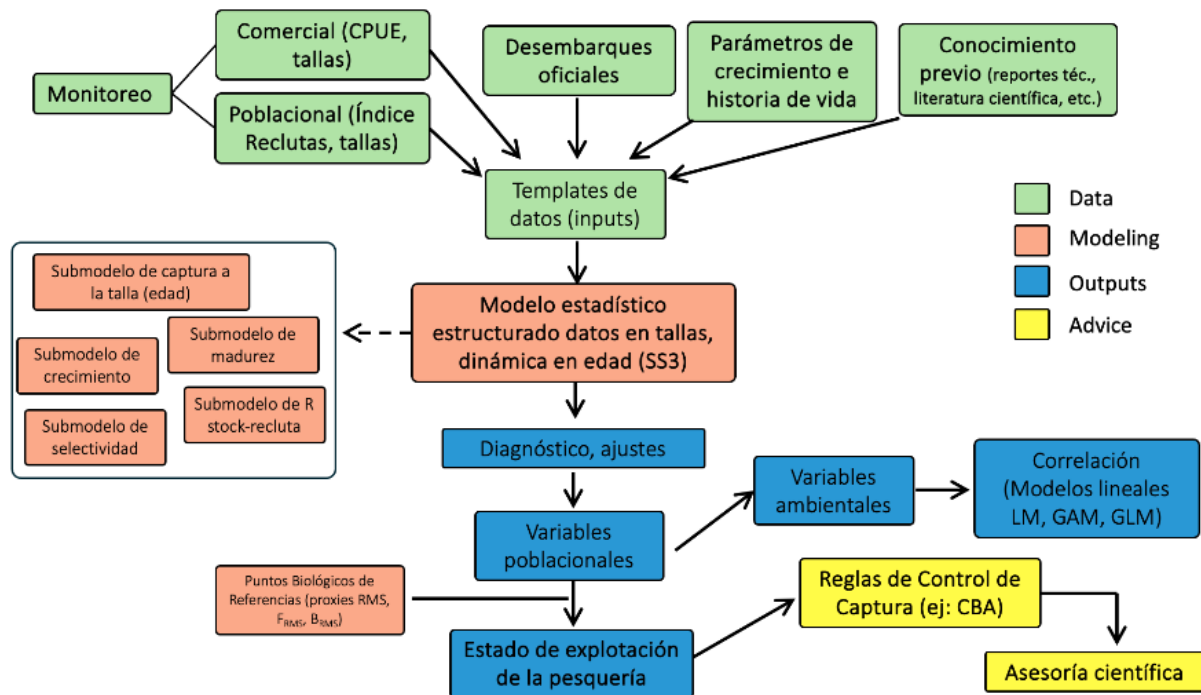 Comercial (CPUE,
tallas)
Monitoreo
Poblacional (Índice
Reclutas, tallas)
Desembarques
oficiales
Parámetros de
crecimiento e
historia de vida
Conocimiento
previo (reportes téc.,
literatura científica, etc.)
Templates de
datos (inputs)
Data
Modeling
Outputs
Advice
Submodelo de captura a
la talla (edad)
Submodelo de
madurez
Submodelo de
crecimiento
Submodelo de R
stock-recluta
Submodelo de
selectividad
Modelo estadístico
estructurado datos en tallas,
dinámica en edad (SS3)
Diagnóstico, ajustes
Variables
poblacionales
Variables
ambientales
Correlación
(Modelos lineales
LM, GAM, GLM)
Puntos Biológicos de
Referencias (proxies RMS,
FRMS, BRMS)
Estado de explotación
de la pesquería
Reglas de Control de
Captura (ej: CBA)
Asesoría científica